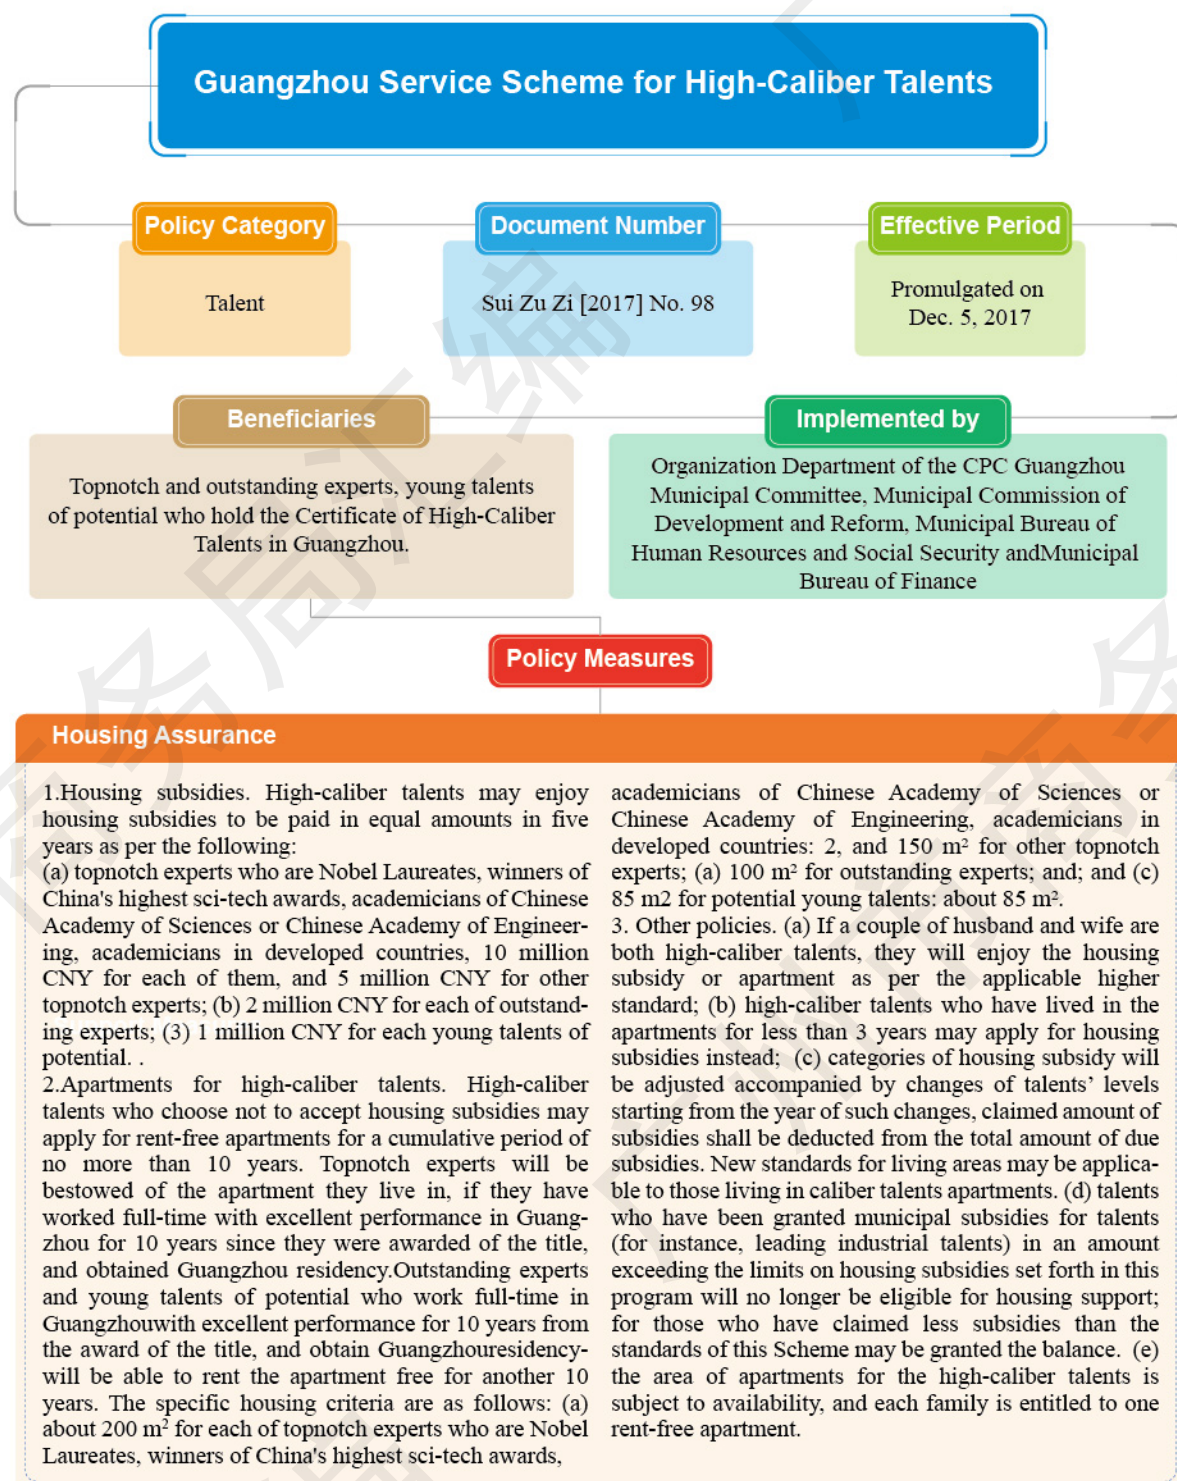 Guangzhou Service Scheme for High-Caliber Talents
Policy Category
Document Number
Effective Period
Talent
Sui Zu Zi [2017] No. 98
Promulgated on
Dec. 5, 2017
Beneficiaries
Implemented by
Topnotch and outstanding experts, young talents
of potential who hold the Certificate of High-Caliber
Talents in Guangzhou.
Organization Department of the CPC Guangzhou
Municipal Committee, Municipal Commission of
Development and Reform, Municipal Bureau of
Human Resources and Social Security andMunicipal
Bureau of Finance
Policy Measures
Housing Assurance
1.Housing subsidies. High-caliber talents may enjoy
housing subsidies to be paid in equal amounts in five
years as per the following:
(a) topnotch experts who are Nobel Laureates, winners of
China's highest sci-tech awards, academicians of Chinese
Academy of Sciences or Chinese Academy of Engineer-
ing, academicians in developed countries, 10 million
CNY for each of them, and 5 million CNY for other
topnotch experts; (b) 2 million CNY for each of outstand-
ing experts; (3) 1 million CNY for each young talents of
potential. .
2.Apartments for high-caliber talents. High-caliber
talents who choose not to accept housing subsidies may
apply for rent-free apartments for a cumulative period of
no more than 10 years. Topnotch experts will be
bestowed of the apartment they live in, if they have
worked full-time with excellent performance in Guang-
zhou for 10 years since they were awarded of the title,
and obtained Guangzhou residency.Outstanding experts
and young talents of potential who work full-time in
Guangzhouwith excellent performance for 10 years from
the award of the title, and obtain Guangzhouresidency-
will be able to rent the apartment free for another 10
years. The specific housing criteria are as follows: (a)
about 200 m² for each of topnotch experts who are Nobel
Laureates, winners of China's highest sci-tech awards,
academicians of Chinese Academy of Sciences or
Chinese Academy of Engineering, academicians in
developed countries: 2, and 150 m² for other topnotch
experts; (a) 100 m² for outstanding experts; and; and (c)
85 m2 for potential young talents: about 85 m².
3. Other policies. (a) If a couple of husband and wife are
both high-caliber talents, they will enjoy the housing
subsidy or apartment as per the applicable higher
standard; (b) high-caliber talents who have lived in the
apartments for less than 3 years may apply for housing
subsidies instead; (c) categories of housing subsidy will
be adjusted accompanied by changes of talents’ levels
starting from the year of such changes, claimed amount of
subsidies shall be deducted from the total amount of due
subsidies. New standards for living areas may be applica-
ble to those living in caliber talents apartments. (d) talents
who have been granted municipal subsidies for talents
(for instance, leading industrial talents) in an amount
exceeding the limits on housing subsidies set forth in this
program will no longer be eligible for housing support;
for those who have claimed less subsidies than the
standards of this Scheme may be granted the balance. (e)
the area of apartments for the high-caliber talents is
subject to availability, and each family is entitled to one
rent-free apartment.
商务局汇编
广州市商务